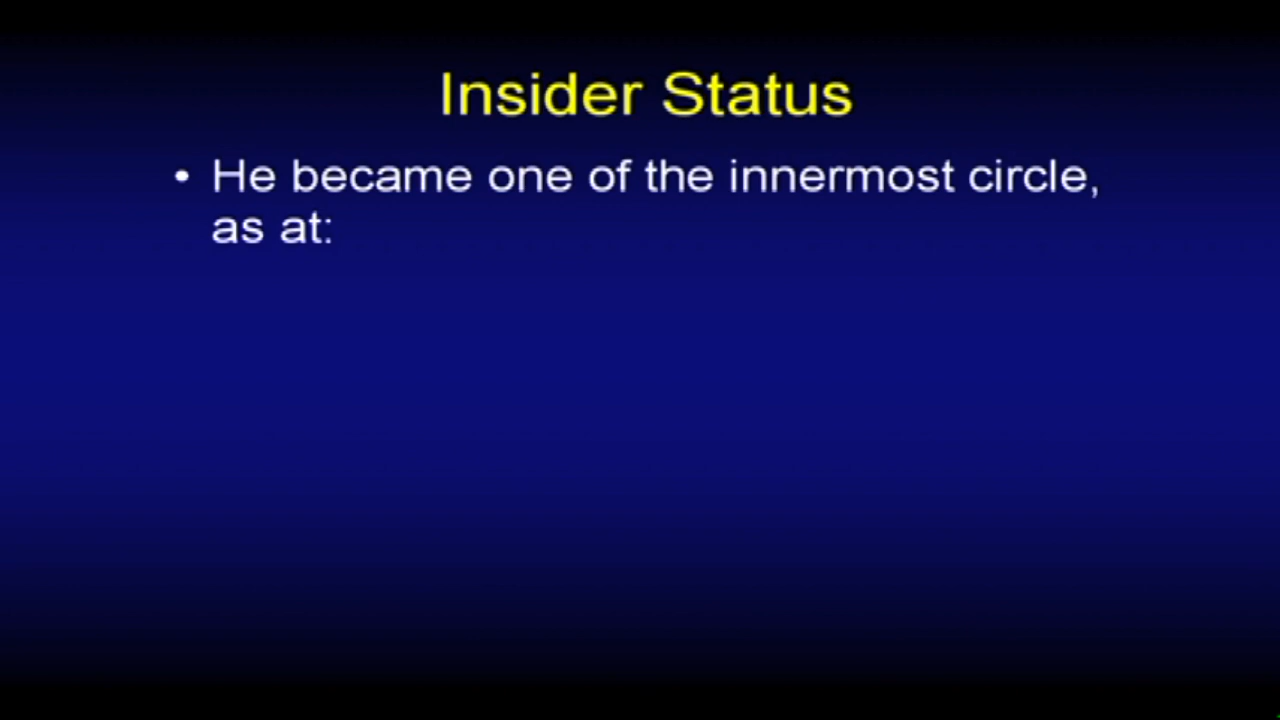 Insider Status
• He became one of the innermost circle,
as at: